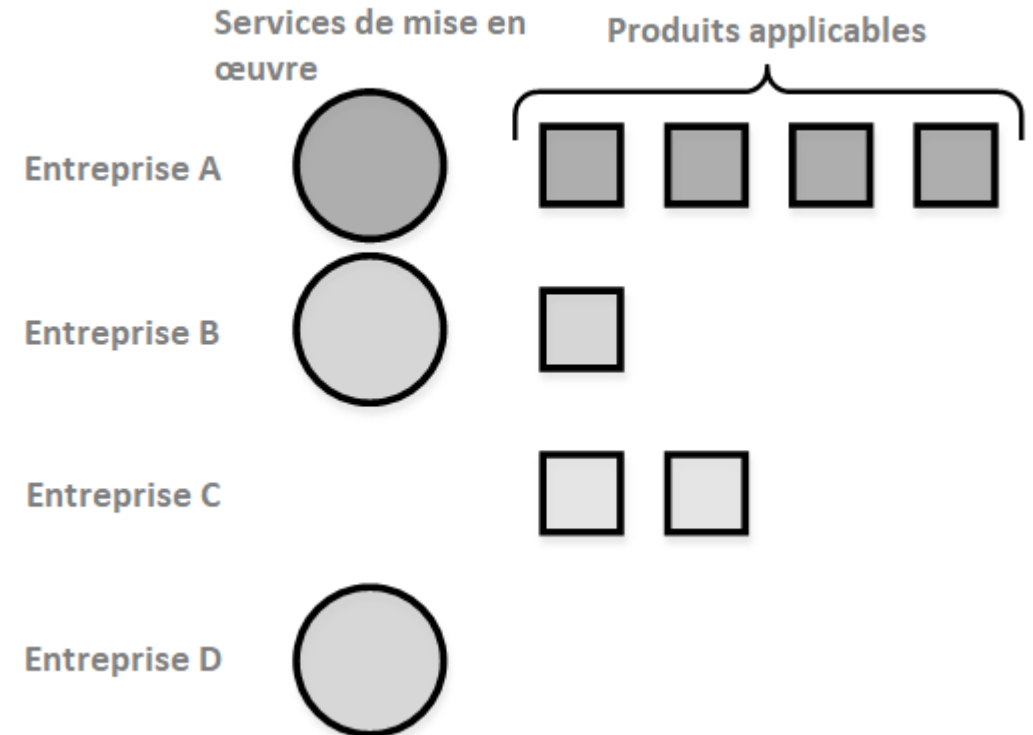 Services de mise en
œuvre
Produits applicables
Entreprise A
Entreprise B
Entreprise C
Entreprise D